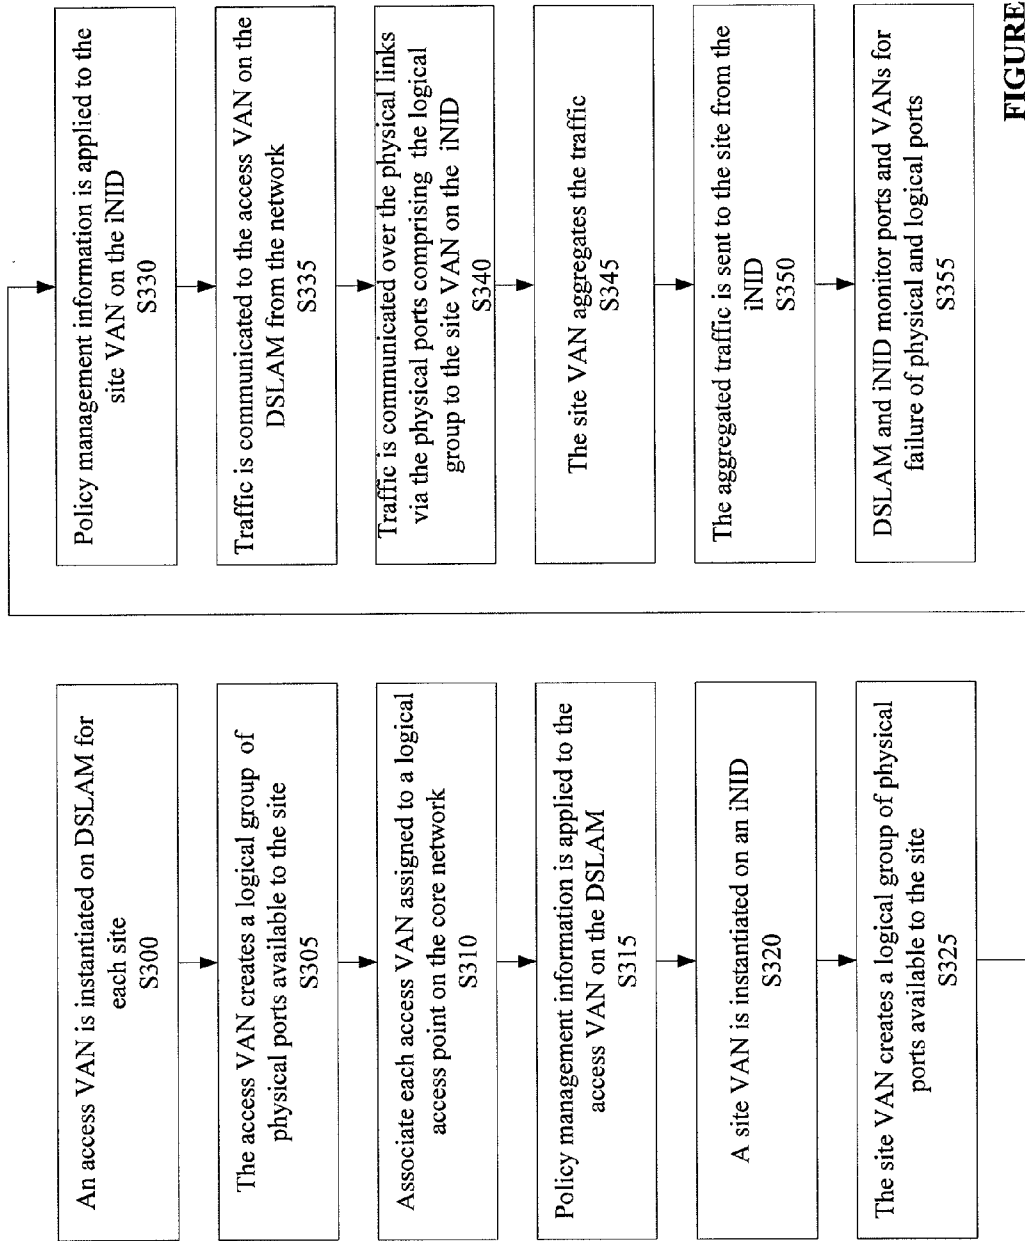 An access VAN is instantiated on DSLAM for
each site
S300
The access VAN creates a logical group of
physical ports available to the site
S305
Associate each access VAN assigned to a logical
access point on the core network
S310
Policy management information is applied to the
access VAN on the DSLAM
S315
A site VAN is instantiated on an iNID
S320
The site VAN creates a logical group of physical
ports available to the site
S325
Policy management information is applied to the
site VAN on the iNID
S330
Traffic is communicated to the access VAN on the
DSLAM from the network
S335
Traffic is communicated over the physical links
via the physical ports comprising the logical
group to the site VAN on the iNID
S340
The site VAN aggregates the traffic
S345
The aggregated traffic is sent to the site from the
iNID
S350
DSLAM and iNID monitor ports and VANs for
failure of physical and logical ports
S355
FIGURE